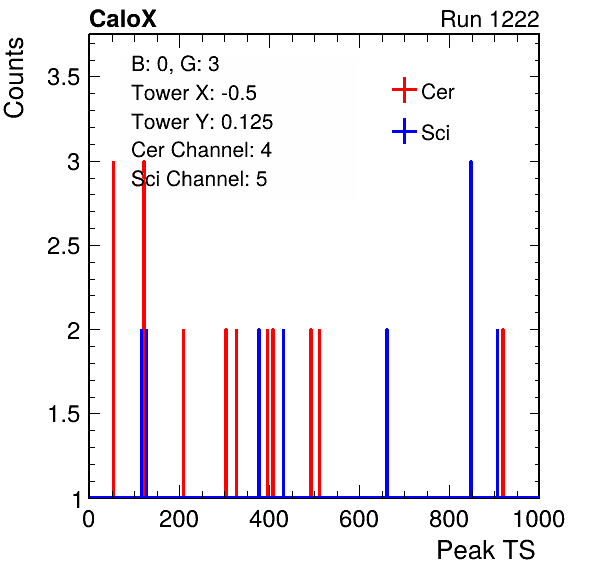 CaloX
Run 1222
Counts
B: 0, G: 3
Tower X: -0.5
Tower Y: 0.125
Cer Channel: 4
Sci Channel: 5
Cer
Sci
3.5
3
2.5
2
1.5
1
0 200 400 600 800 1000
Peak TS